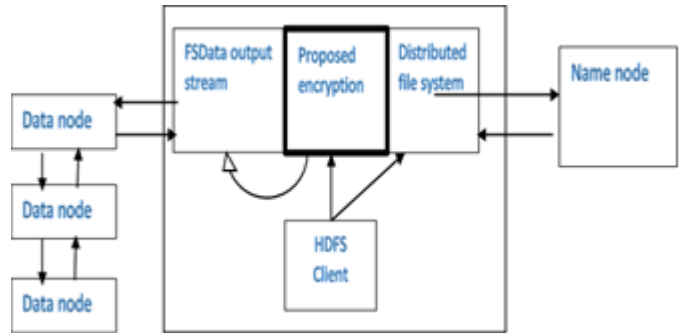 FSData output
stream
Proposed
encryption
Distributed
file system
Name node
Data node
Data node
Data node
HDFS
Client